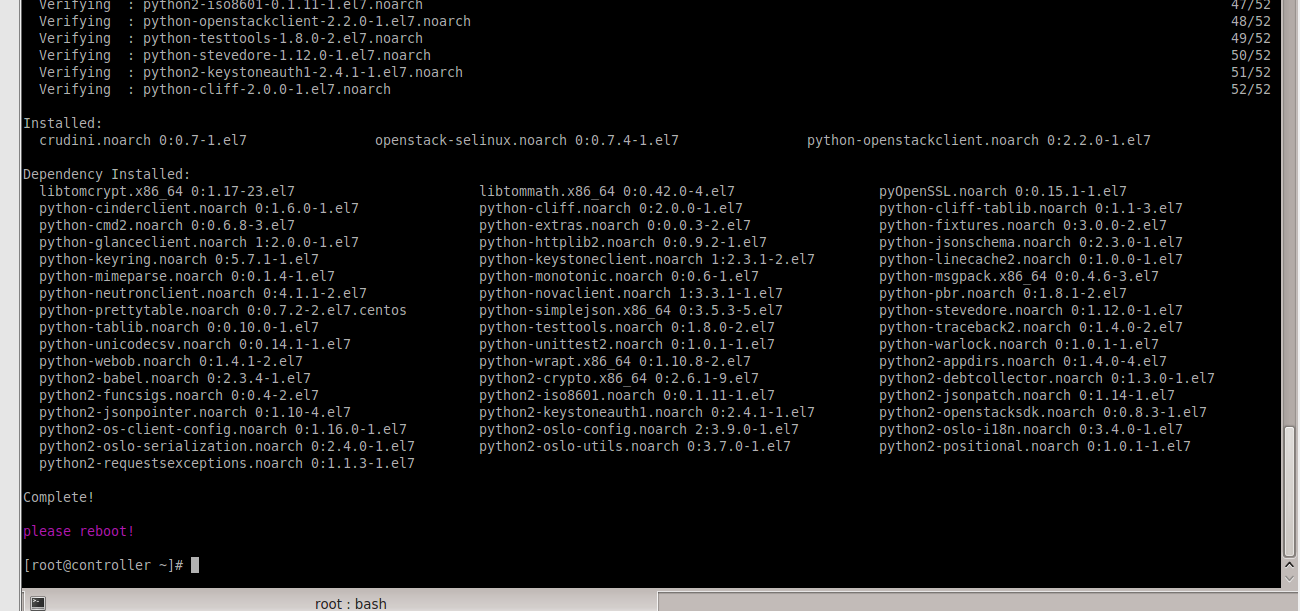 Verifying  : python2-iso8601-0.1.11-1.el7.noarch 47/52
Verifying  : python-openstackclient-2.2.0-1.el7.noarch 48/52
Verifying  : python-testtools-1.8.0-2.el7.noarch 49/52
Verifying  : python-stevedore-1.12.0-1.el7.noarch 50/52
Verifying  : python2-keystoneauth1-2.4.1-1.el7.noarch 51/52
Verifying  : python-cliff-2.0.0-1.el7.noarch 52/52
Installed:
crudini.noarch 0:0.7-1.el7 openstack-selinux.noarch 0:0.7.4-1.el7 python-openstackclient.noarch 0:2.2.0-1.el7
Dependency Installed:
libtomcrypt.x86_64 0:1.17-23.el7 libtommath.x86_64 0:0.42.0-4.el7 pyOpenSSL.noarch 0:0.15.1-1.el7
python-cinderclient.noarch 0:1.6.0-1.el7 python-cliff.noarch 0:2.0.0-1.el7 python-cliff-tablib.noarch 0:1.1-3.el7
python-cmd2.noarch 0:0.6.8-3.el7 python-extras.noarch 0:0.0.3-2.el7 python-fixtures.noarch 0:3.0.0-2.el7
python-glanceclient.noarch 1:2.0.0-1.el7 python-httplib2.noarch 0:0.9.2-1.el7 python-jsonschema.noarch 0:2.3.0-1.el7
python-keyring.noarch 0:5.7.1-1.el7 python-keystoneclient.noarch 1:2.3.1-2.el7 python-linecache2.noarch 0:1.0.0-1.el7
python-mimeparse.noarch 0:0.1.4-1.el7 python-monotonic.noarch 0:0.6-1.el7 python-msgpack.x86_64 0:0.4.6-3.el7
python-neutronclient.noarch 0:4.1.1-2.el7 python-novaclient.noarch 1:3.3.1-1.el7 python-pbr.noarch 0:1.8.1-2.el7
python-prettytable.noarch 0:0.7.2-2.el7.centos python-simplejson.x86_64 0:3.5.3-5.el7 python-stevedore.noarch 0:1.12.0-1.el7
python-tablib.noarch 0:0.10.0-1.el7 python-testtools.noarch 0:1.8.0-2.el7 python-traceback2.noarch 0:1.4.0-2.el7
python-unicodecsv.noarch 0:0.14.1-1.el7 python-unittest2.noarch 0:1.0.1-1.el7 python-warlock.noarch 0:1.0.1-1.el7
python-webob.noarch 0:1.4.1-2.el7 python-wrapt.x86_64 0:1.10.8-2.el7 python2-appdirs.noarch 0:1.4.0-4.el7
python2-babel.noarch 0:2.3.4-1.el7 python2-crypto.x86_64 0:2.6.1-9.el7 python2-debtcollector.noarch 0:1.3.0-1.el7
python2-funcsigs.noarch 0:0.4-2.el7 python2-iso8601.noarch 0:0.1.11-1.el7 python2-jsonpatch.noarch 0:1.14-1.el7
python2-jsonpointer.noarch 0:1.10-4.el7 python2-keystoneauth1.noarch 0:2.4.1-1.el7 python2-openstacksdk.noarch 0:0.8.3-1.el7
python2-os-client-config.noarch 0:1.16.0-1.el7 python2-oslo-config.noarch 2:3.9.0-1.el7 python2-oslo-i18n.noarch 0:3.4.0-1.el7
python2-oslo-serialization.noarch 0:2.4.0-1.el7 python2-oslo-utils.noarch 0:3.7.0-1.el7 python2-positional.noarch 0:1.0.1-1.el7
python2-requestsexceptions.noarch 0:1.1.3-1.el7
Complete!
please reboot!
[root@controller ~]#
root : bash